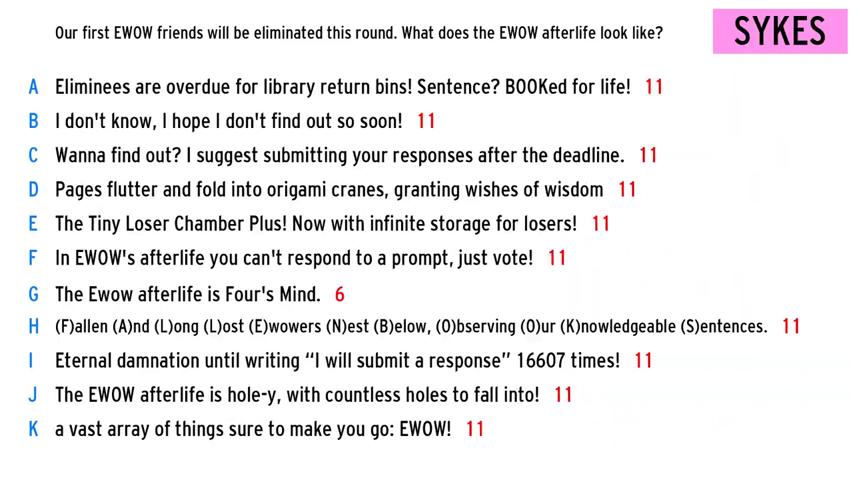 Our first EWOW friends will be eliminated this round. What does the EWOW afterlife look like?
SYKES
A Eliminees are overdue for library return bins! Sentence? BOOKed for life! 11
B I don't know, I hope I don't find out so soon! 11
C Wanna find out? I suggest submitting your responses after the deadline. 11
D Pages flutter and fold into origami cranes, granting wishes of wisdom 11
E The Tiny Loser Chamber Plus! Now with infinite storage for losers! 11
F In EWOW's afterlife you can't respond to a prompt, just vote! 11
G The Ewow afterlife is Four's Mind. 6
H (F)allen (A)nd (L)ong (L)ost (E)wowers (N)est (B)elow, (O)bserving (O)ur (K)nowledgeable (S)entences. 11
I Eternal damnation until writing “I will submit a response” 16607 times! 11
J The EWOW afterlife is hole-y, with countless holes to fall into! 11
K a vast array of things sure to make you go: EWOW! 11